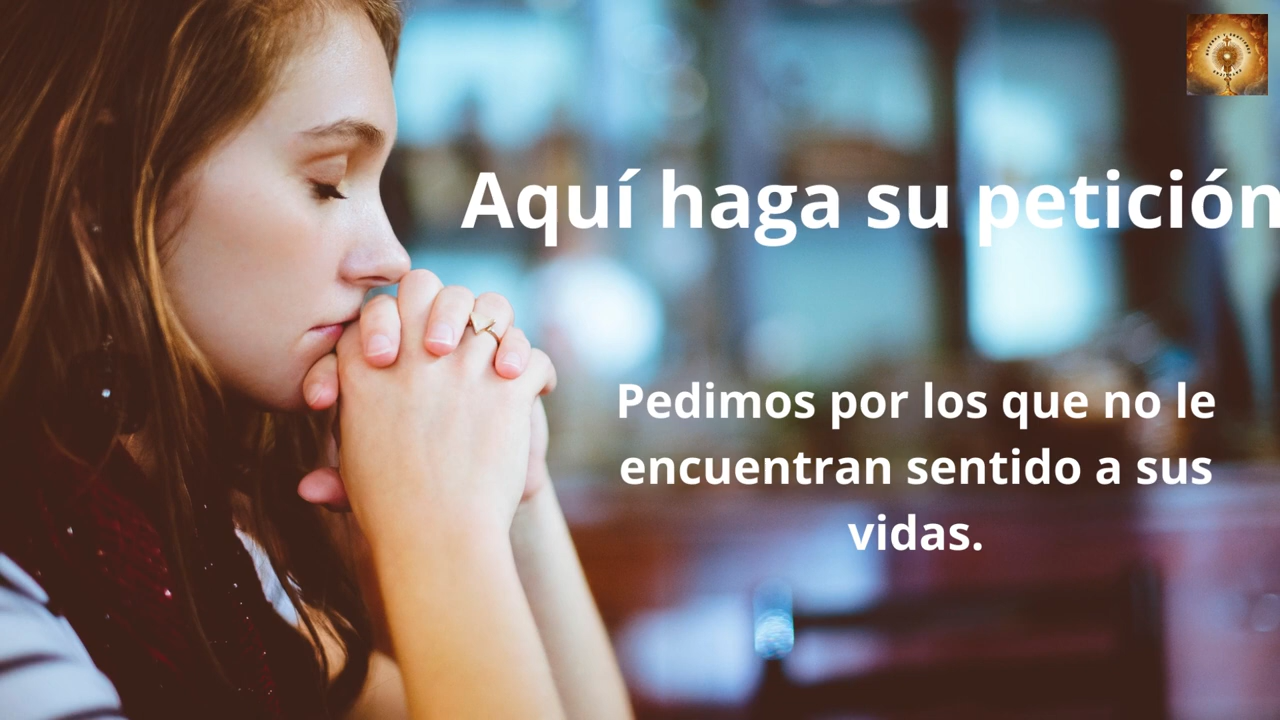 Aquí haga su petición
Pedimos por los que no le
encuentran sentido a sus
vidas.